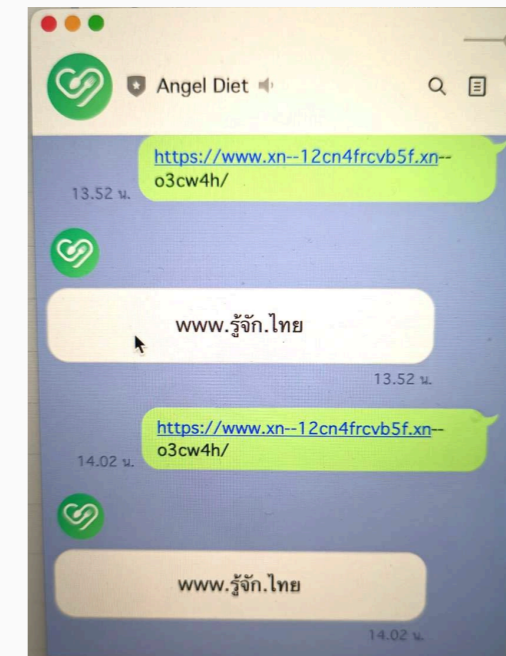 Angel Diet
https://www.xn--12cn4frcvb5f.xn--
o3cw4h/
13.52 น.
www.รู้จัก.ไทย
13.52 น.
https://www.xn--12cn4frcvb5f.xn--
o3cw4h/
14.02 น.
www.รู้จัก.ไทย
14.02 น.